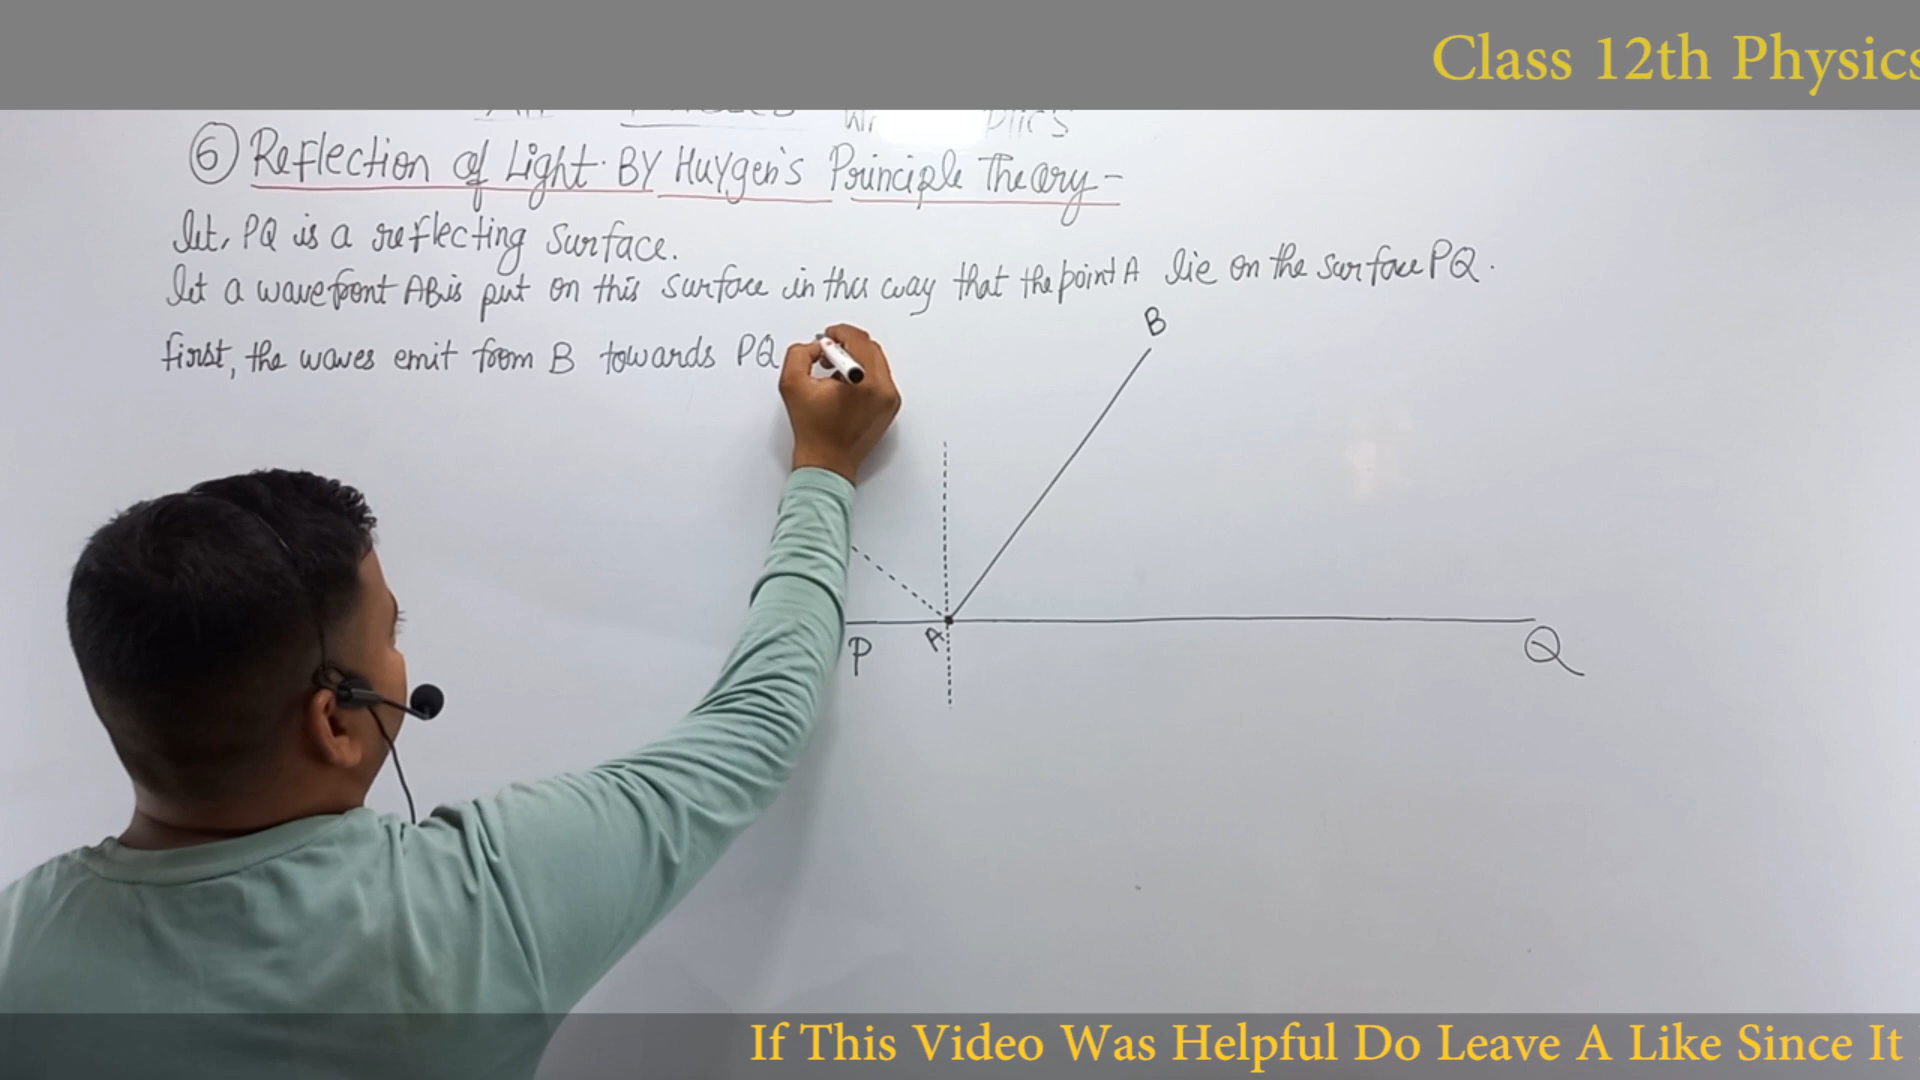 Class 12th Physics
6 Reflection of Light. BY Huygen's Principle Theory-
let, PQ is a reflecting surface.
let a wavefront AB is put on this surface in this way that the point A lie on the surface PQ.
first, the waves emit from B towards PQ
B
P
A
Q
If This Video Was Helpful Do Leave A Like Since It